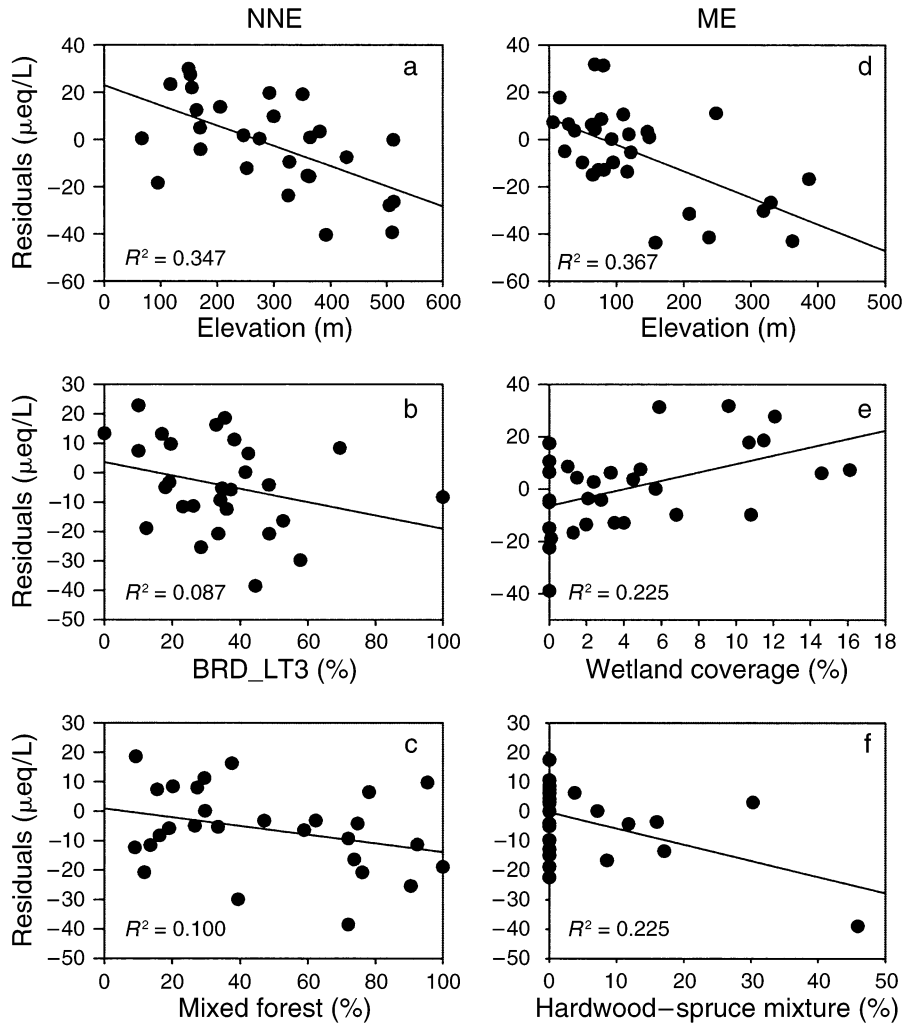 NNE
ME
a
40
20
0
−20
−40
−60
Residuals (μeq/L)
R² = 0.347
0 100 200 300 400 500 600
Elevation (m)
d
40
20
0
−20
−40
−60
R² = 0.367
0 100 200 300 400 500
Elevation (m)
b
30
20
10
0
−10
−20
−30
−40
−50
Residuals (μeq/L)
R² = 0.087
0 20 40 60 80 100
BRD_LT3 (%)
e
40
20
0
−20
−40
R² = 0.225
0 2 4 6 8 10 12 14 16 18
Wetland coverage (%)
c
30
20
10
0
−10
−20
−30
−40
−50
Residuals (μeq/L)
R² = 0.100
0 20 40 60 80 100
Mixed forest (%)
f
30
20
10
0
−10
−20
−30
−40
−50
R² = 0.225
0 10 20 30 40 50
Hardwood−spruce mixture (%)